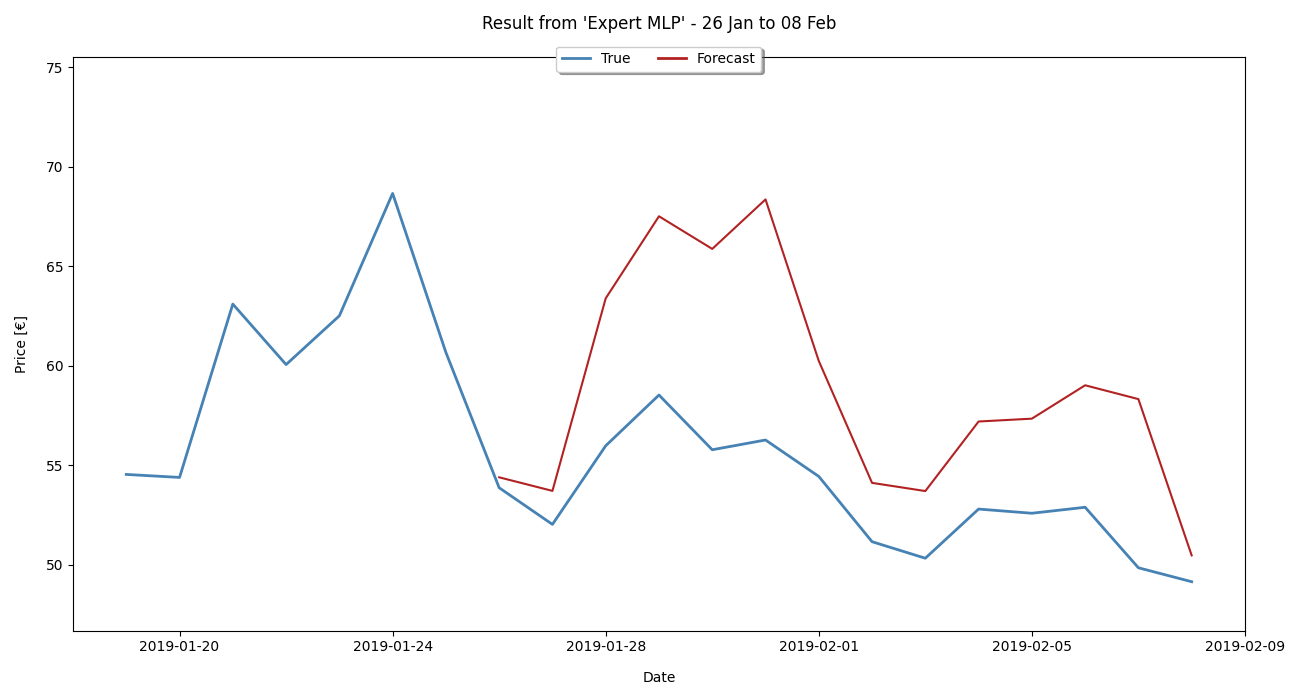 Result from 'Expert MLP' - 26 Jan to 08 Feb
True Forecast
75
70
65
60
55
50
Price [€]
2019-01-20 2019-01-24 2019-01-28 2019-02-01 2019-02-05 2019-02-09
Date